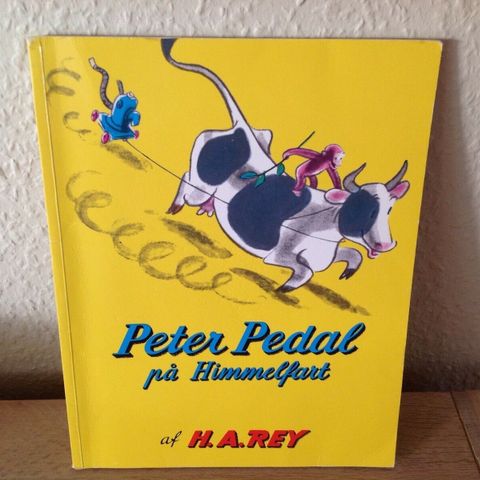 Peter Pedal
på Himmelfart
af H.A.REY